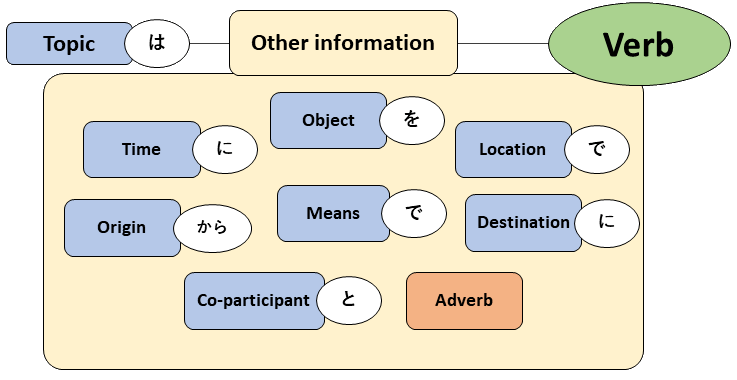 Topic は Other information Verb
Object を
Time に
Location で
Means で
Destination に
Origin から
Co-participant と
Adverb